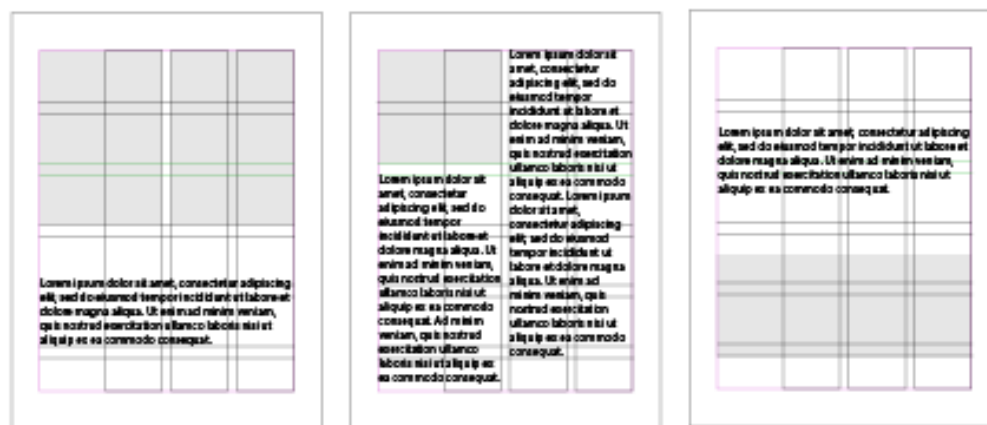 Lorem ipsum dolor sit amet, consectetur adipiscing
elit, sed do eiusmod tempor incididunt ut labore et
dolore magna aliqua. Ut enim ad minim veniam,
quis nostrud exercitation ullamco laboris nisi ut
aliquip ex ea commodo consequat.
Lorem ipsum dolor sit
amet, consectetur
adipiscing elit, sed do
eiusmod tempor
incididunt ut labore et
dolore magna aliqua. Ut
enim ad minim veniam,
quis nostrud exercitation
ullamco laboris nisi ut
aliquip ex ea commodo
consequat. Ad minim
veniam, quis nostrud
exercitation ullamco
laboris nisi ut aliquip ex
ea commodo consequat.
Lorem ipsum dolor sit
amet, consectetur
adipiscing elit, sed do
eiusmod tempor
incididunt ut labore et
dolore magna aliqua. Ut
enim ad minim veniam,
quis nostrud exercitation
ullamco laboris nisi ut
aliquip ex ea commodo
consequat. Lorem ipsum
dolor sit amet,
consectetur adipiscing
elit, sed do eiusmod
tempor incididunt ut
labore et dolore magna
aliqua. Ut enim ad
minim veniam, quis
nostrud exercitation
ullamco laboris nisi ut
aliquip ex ea commodo
consequat.
Lorem ipsum dolor sit amet, consectetur adipiscing
elit, sed do eiusmod tempor incididunt ut labore et
dolore magna aliqua. Ut enim ad minim veniam,
quis nostrud exercitation ullamco laboris nisi ut
aliquip ex ea commodo consequat.